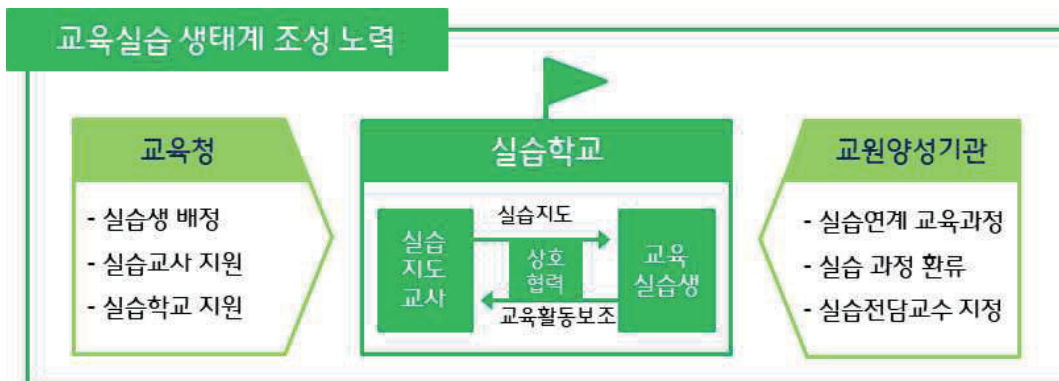 교육실습 생태계 조성 노력
교육청
- 실습생 배정
- 실습교사 지원
- 실습학교 지원
실습학교
실습
지도
교사
실습지도
상호
협력
교육활동보조
교육
실습생
교원양성기관
- 실습연계 교육과정
- 실습 과정 환류
- 실습전담교수 지정